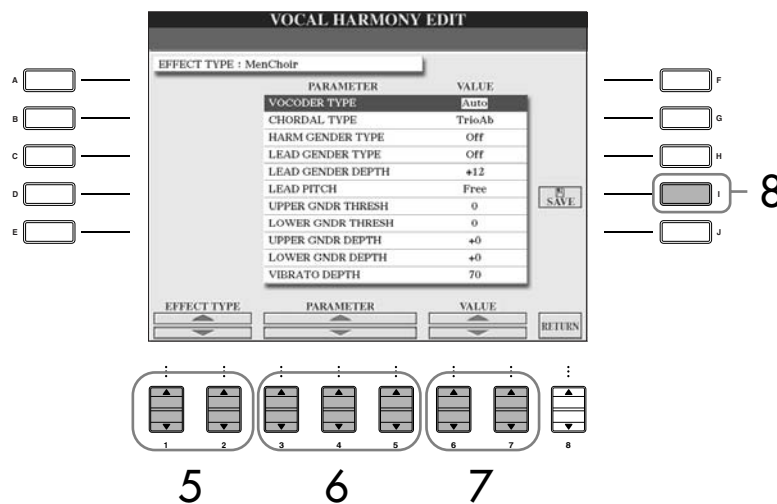 VOCAL HARMONY EDIT
EFFECT TYPE : MenChoir
PARAMETER VALUE
VOCODER TYPE Auto
CHORDAL TYPE TrioAb
HARM GENDER TYPE Off
LEAD GENDER TYPE Off
LEAD GENDER DEPTH +12
LEAD PITCH Free
UPPER GNDR THRESH 0
LOWER GNDR THRESH 0
UPPER GNDR DEPTH +0
LOWER GNDR DEPTH +0
VIBRATO DEPTH 70
A
B
C
D
E
F
G
H
I
J
SAVE
8
EFFECT TYPE PARAMETER VALUE
RETURN
1 2 3 4 5 6 7 8
5 6 7